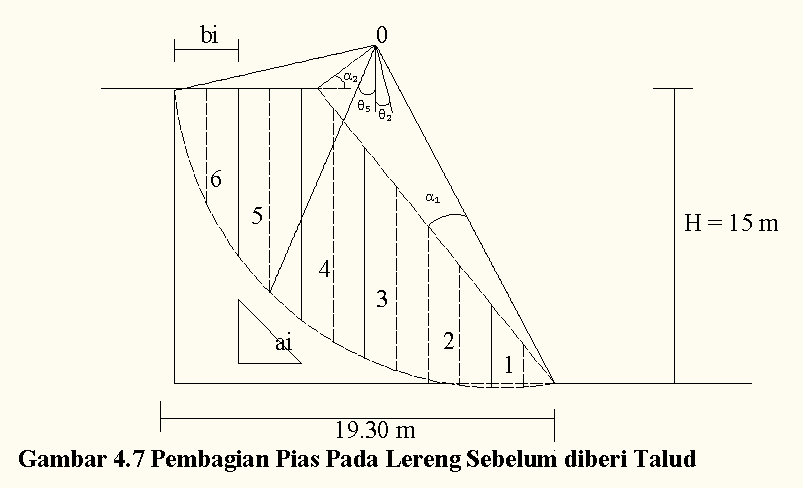 0
bi
α₂
θ₅
θ₂
6
5
4
3
2
1
α₁
H = 15 m
ai
19.30 m
Gambar 4.7 Pembagian Pias Pada Lereng Sebelum diberi Talud